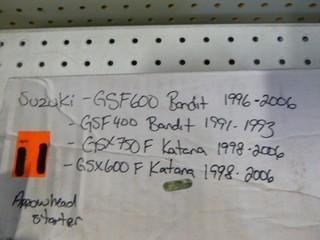 Suzuki - GSF600 Bandit 1996-2006
- GSF400 Bandit 1991-1993
- GSX750F Katana 1998-2006
- GSX600F Katana 1998-2006
11
Arrowhead
Starter